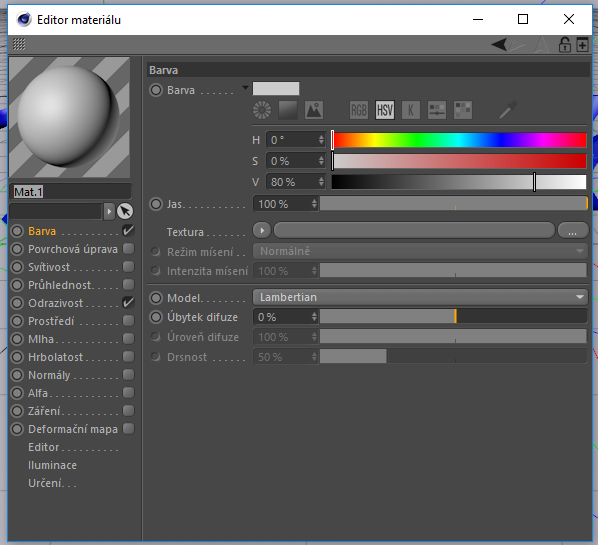 Editor materiálu
Mat.1
Barva . . . . . . . . .
Povrchová úprava
Svítivost . . . . . . .
Průhlednost . . . .
Odrazivost . . . . .
Prostředí . . . . . .
Mlha . . . . . . . . . .
Hrbolatost . . . . .
Normály . . . . . . .
Alfa . . . . . . . . . . .
Záření . . . . . . . . .
Deformační mapa
Editor . . . . . . . . .
Iluminace
Určení . . .
Barva
Barva . . . . . .
RGB HSV K
H 0 °
S 0 %
V 80 %
Jas . . . . . . . . . 100 %
Textura . . . . . . ...
Režim mísení . . Normálně
Intenzita mísení 100 %
Model . . . . . . . Lambertian
Úbytek difuze 0 %
Úroveň difuze 100 %
Drsnost . . . . . 50 %